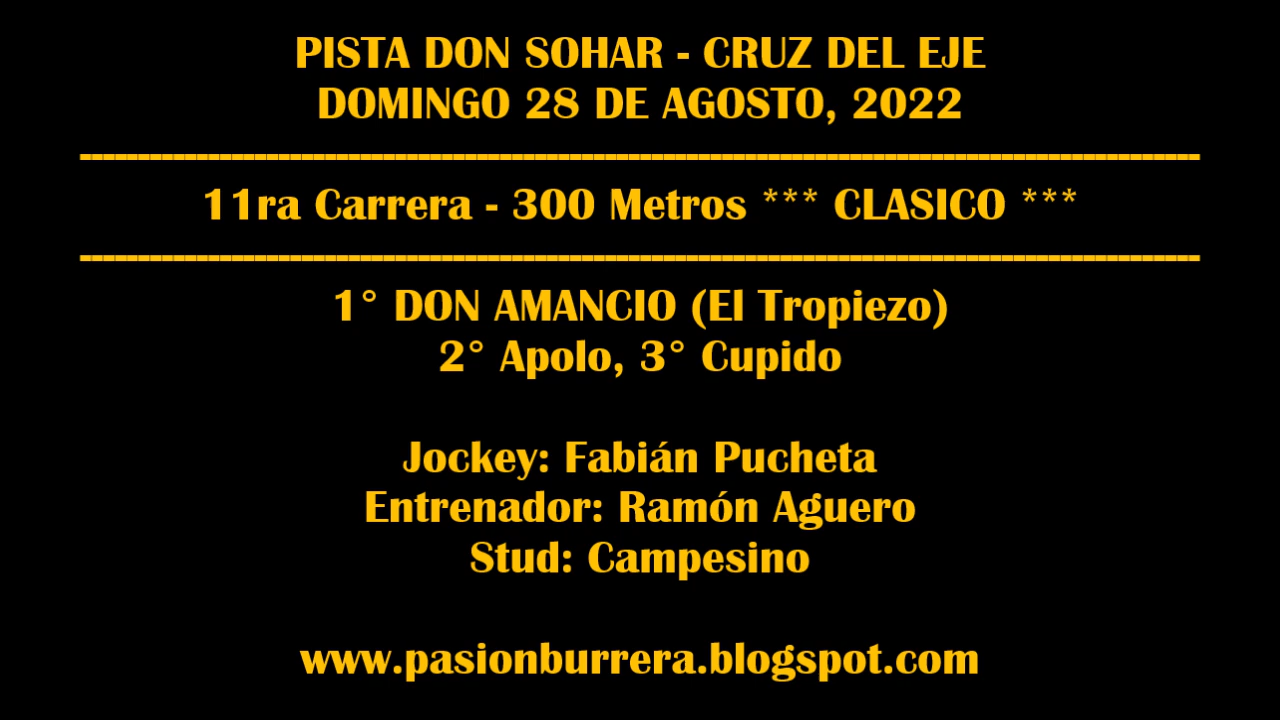 PISTA DON SOHAR - CRUZ DEL EJE
DOMINGO 28 DE AGOSTO, 2022
11ra Carrera - 300 Metros *** CLASICO ***
1° DON AMANCIO (El Tropiezo)
2° Apolo, 3° Cupido
Jockey: Fabián Pucheta
Entrenador: Ramón Aguero
Stud: Campesino
www.pasionburrera.blogspot.com